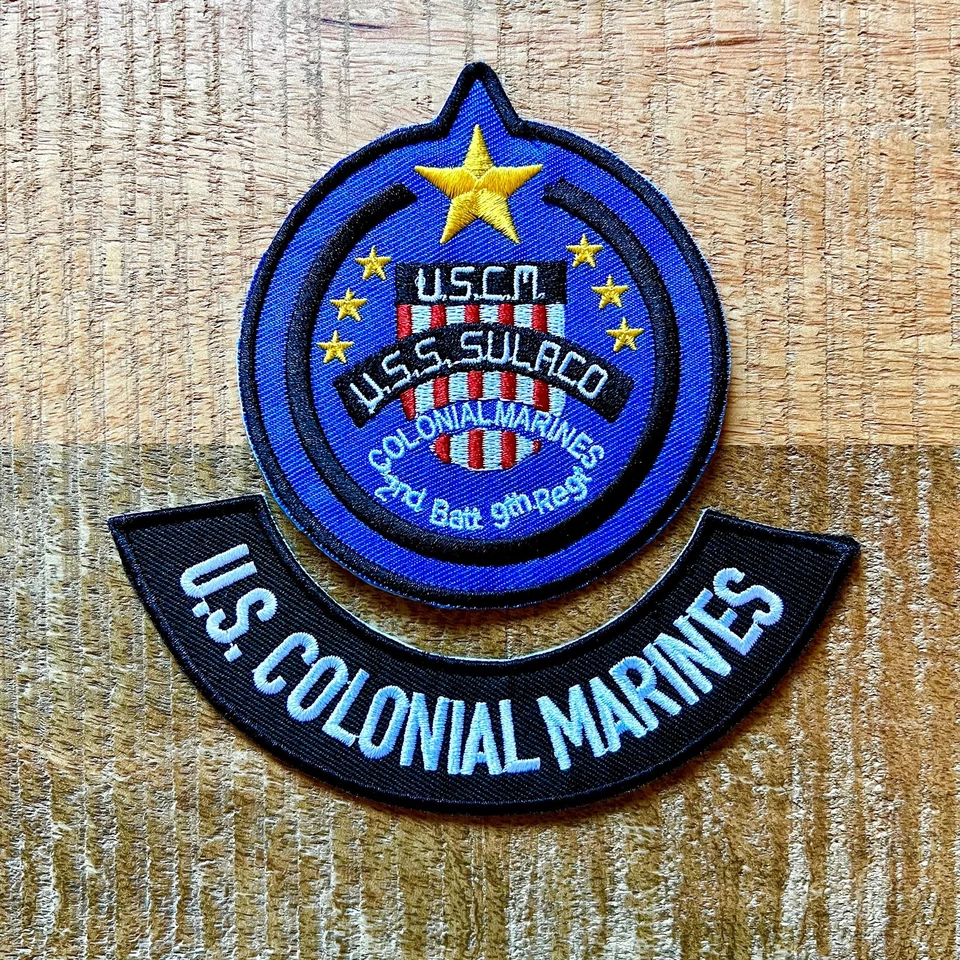 U.S.C.M.
U.S.S. SULACO
COLONIAL MARINES
2nd Batt 9th.Regt
U.S. COLONIAL MARINES